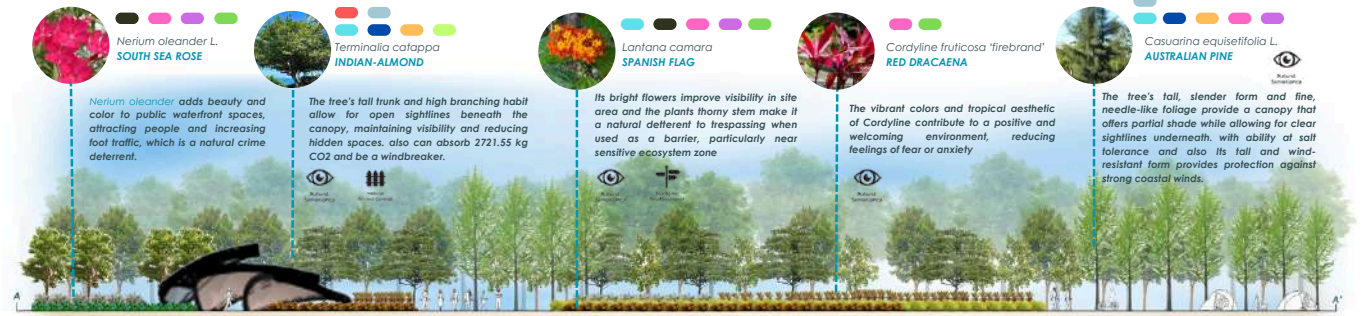 Nerium oleander L.
SOUTH SEA ROSE
Nerium oleander adds beauty and
color to public waterfront spaces,
attracting people and increasing
foot traffic, which is a natural crime
deterrent.
Terminalia catappa
INDIAN-ALMOND
The tree's tall trunk and high branching habit
allow for open sightlines beneath the
canopy, maintaining visibility and reducing
hidden spaces. also can absorb 2721.55 kg
CO2 and be a windbreaker.
Natural
Surveillance
Lantana camara
SPANISH FLAG
Its bright flowers improve visibility in site
area and the plants thorny stem make it
a natural detterent to trespassing when
used as a barrier, particularly near
sensitive ecosystem zone
Natural
Surveillance
Cordyline fruticosa 'firebrand'
RED DRACAENA
The vibrant colors and tropical aesthetic
of Cordyline contribute to a positive and
welcoming environment, reducing
feelings of fear or anxiety
Natural
Surveillance
Casuarina equisetifolia L.
AUSTRALIAN PINE
Natural
Surveillance
The tree's tall, slender form and fine,
needle-like foliage provide a canopy that
offers partial shade while allowing for clear
sightlines underneath. with ability at salt
tolerance and also Its tall and wind-
resistant form provides protection against
strong coastal winds.
A
A'